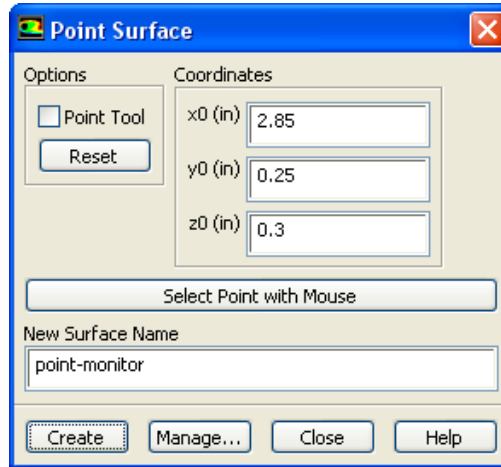 Point Surface
Options
Coordinates
Point Tool
Reset
x0 (in) 2.85
y0 (in) 0.25
z0 (in) 0.3
Select Point with Mouse
New Surface Name
point-monitor
Create Manage... Close Help